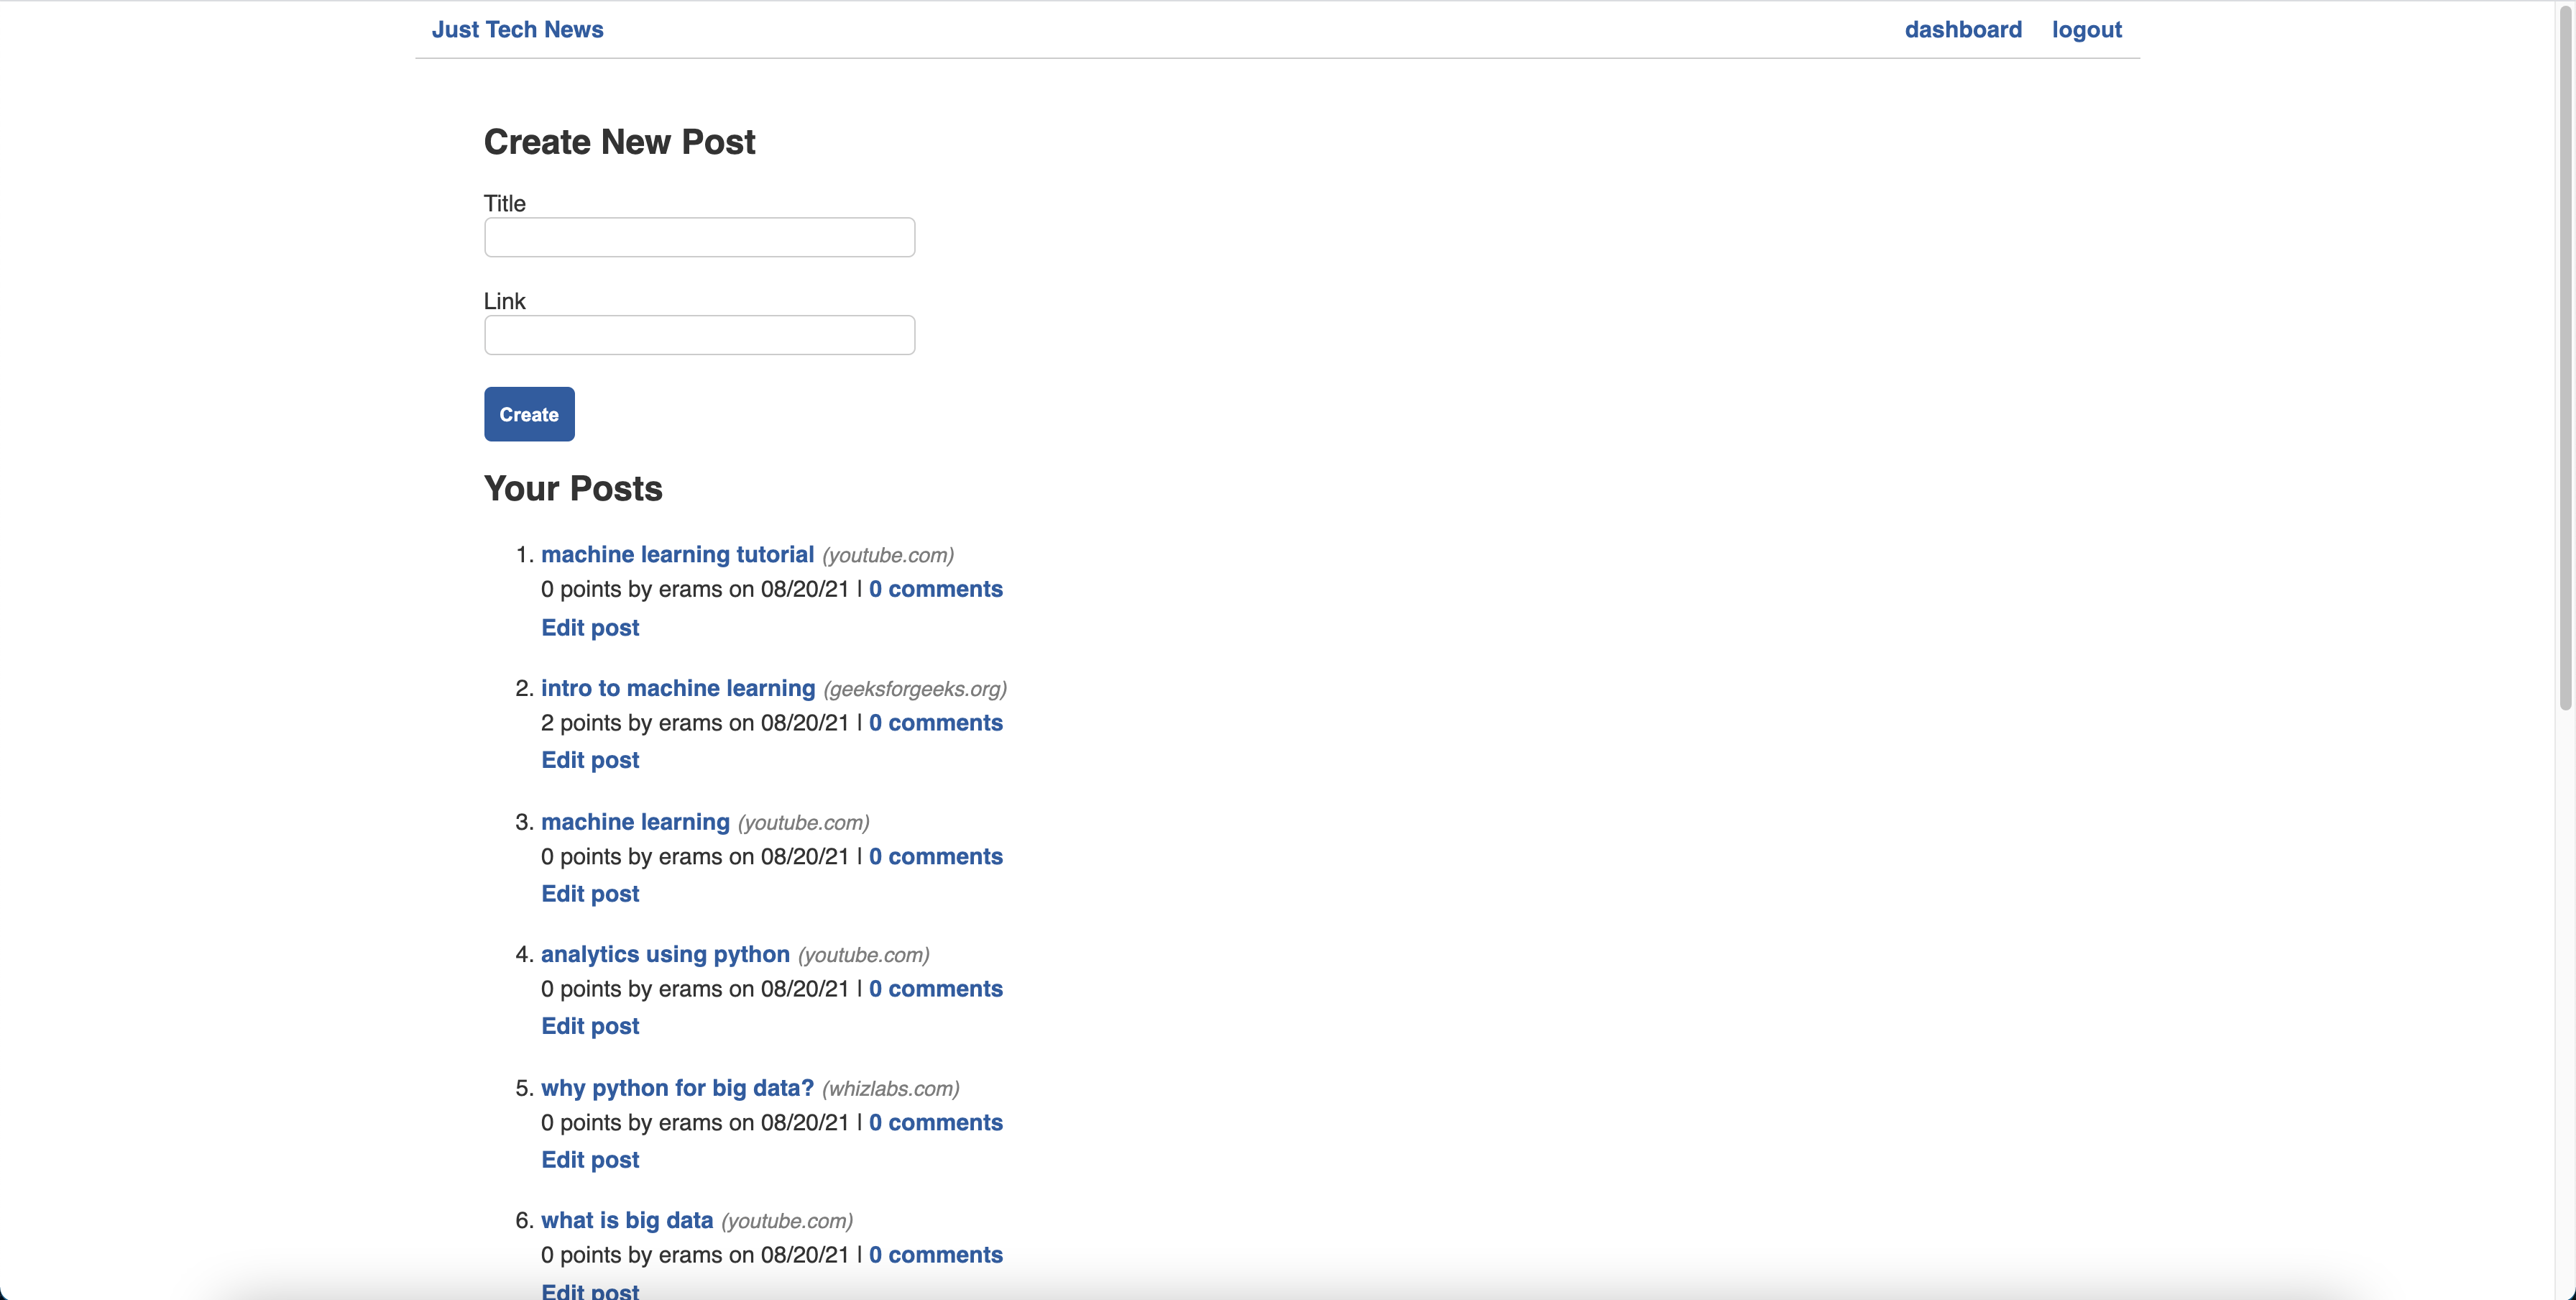 Just Tech News dashboard logout
Create New Post
Title
Link
Create
Your Posts
1. machine learning tutorial (youtube.com)
0 points by erams on 08/20/21 | 0 comments
Edit post
2. intro to machine learning (geeksforgeeks.org)
2 points by erams on 08/20/21 | 0 comments
Edit post
3. machine learning (youtube.com)
0 points by erams on 08/20/21 | 0 comments
Edit post
4. analytics using python (youtube.com)
0 points by erams on 08/20/21 | 0 comments
Edit post
5. why python for big data? (whizlabs.com)
0 points by erams on 08/20/21 | 0 comments
Edit post
6. what is big data (youtube.com)
0 points by erams on 08/20/21 | 0 comments
Edit post